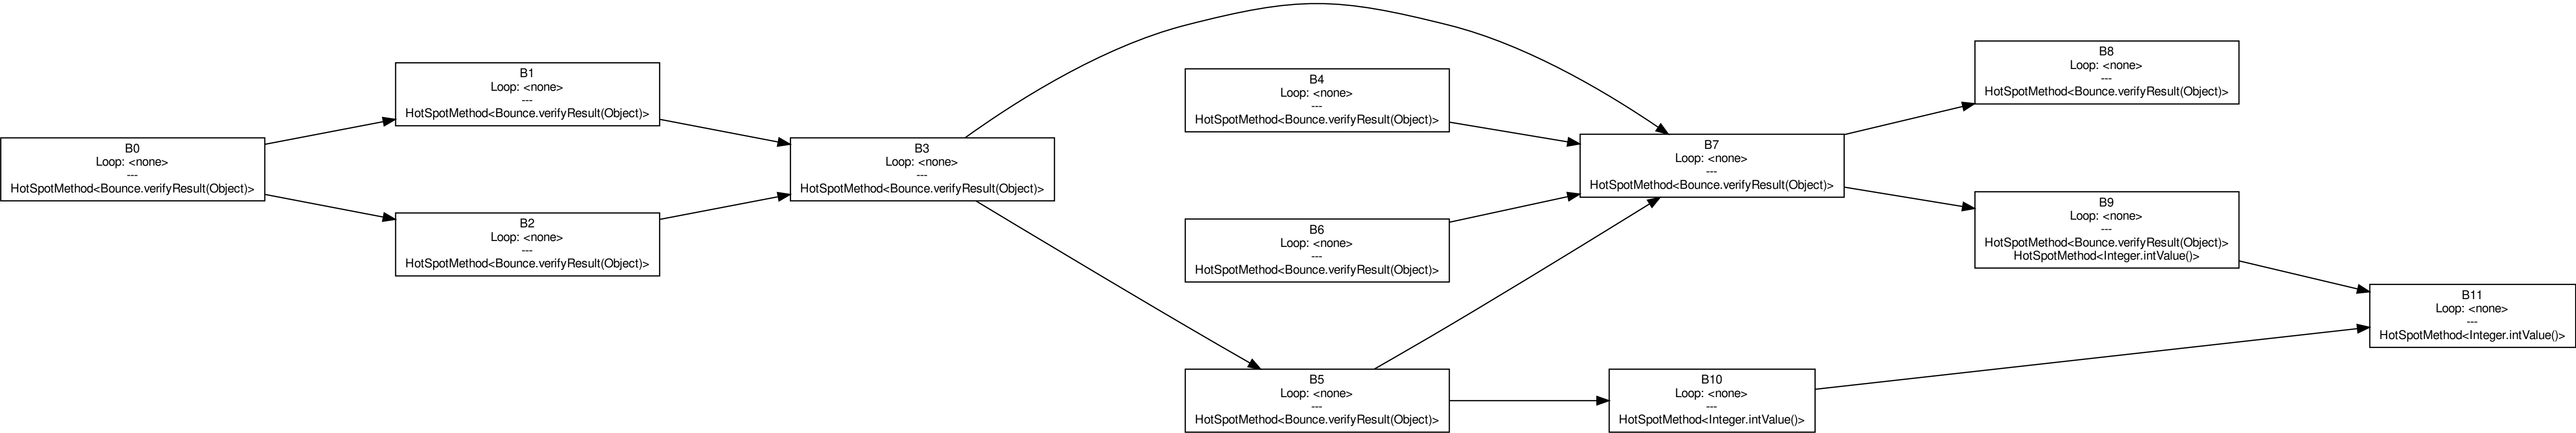 B0
Loop: <none>
---
HotSpotMethod<Bounce.verifyResult(Object)>
B1
Loop: <none>
---
HotSpotMethod<Bounce.verifyResult(Object)>
B2
Loop: <none>
---
HotSpotMethod<Bounce.verifyResult(Object)>
B3
Loop: <none>
---
HotSpotMethod<Bounce.verifyResult(Object)>
B4
Loop: <none>
---
HotSpotMethod<Bounce.verifyResult(Object)>
B6
Loop: <none>
---
HotSpotMethod<Bounce.verifyResult(Object)>
B5
Loop: <none>
---
HotSpotMethod<Bounce.verifyResult(Object)>
B7
Loop: <none>
---
HotSpotMethod<Bounce.verifyResult(Object)>
B10
Loop: <none>
---
HotSpotMethod<Integer.intValue()>
B8
Loop: <none>
---
HotSpotMethod<Bounce.verifyResult(Object)>
B9
Loop: <none>
---
HotSpotMethod<Bounce.verifyResult(Object)>
HotSpotMethod<Integer.intValue()>
B11
Loop: <none>
---
HotSpotMethod<Integer.intValue()>